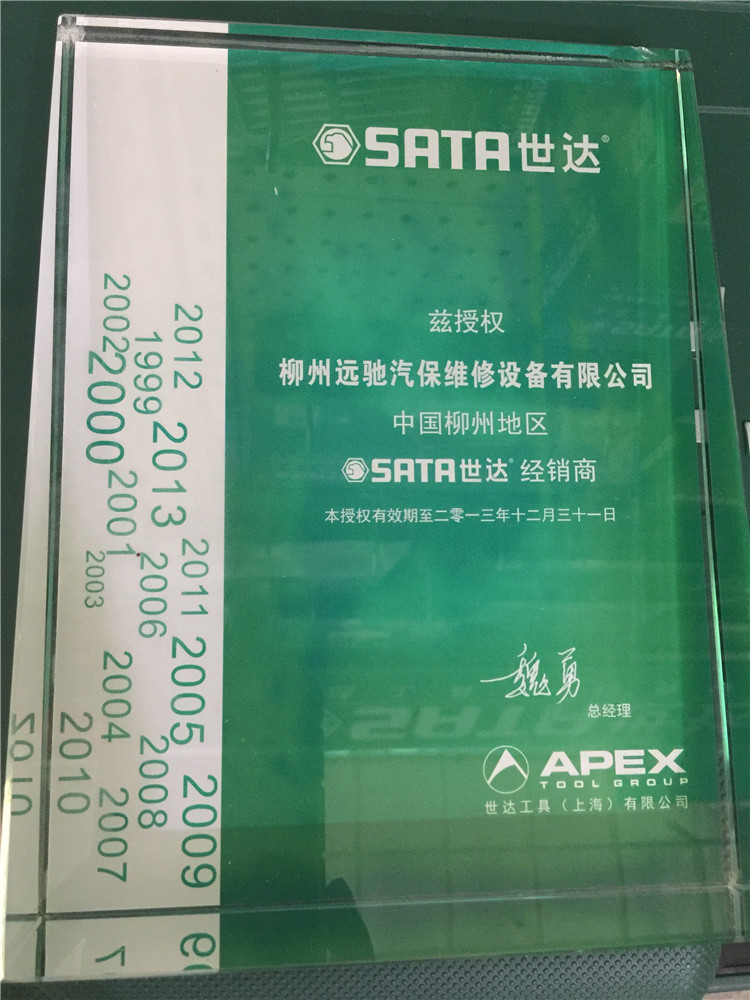 SATA世达®
兹授权
柳州远驰汽保维修设备有限公司
中国柳州地区
SATA世达® 经销商
本授权有效期至二零一三年十二月三十一日
魏勇
总经理
APEX
TOOL GROUP
世达工具（上海）有限公司
2012
2002
1999
2000
2013
2001
2011
2003
2006
2005
2004
2010
2008
2009
2007